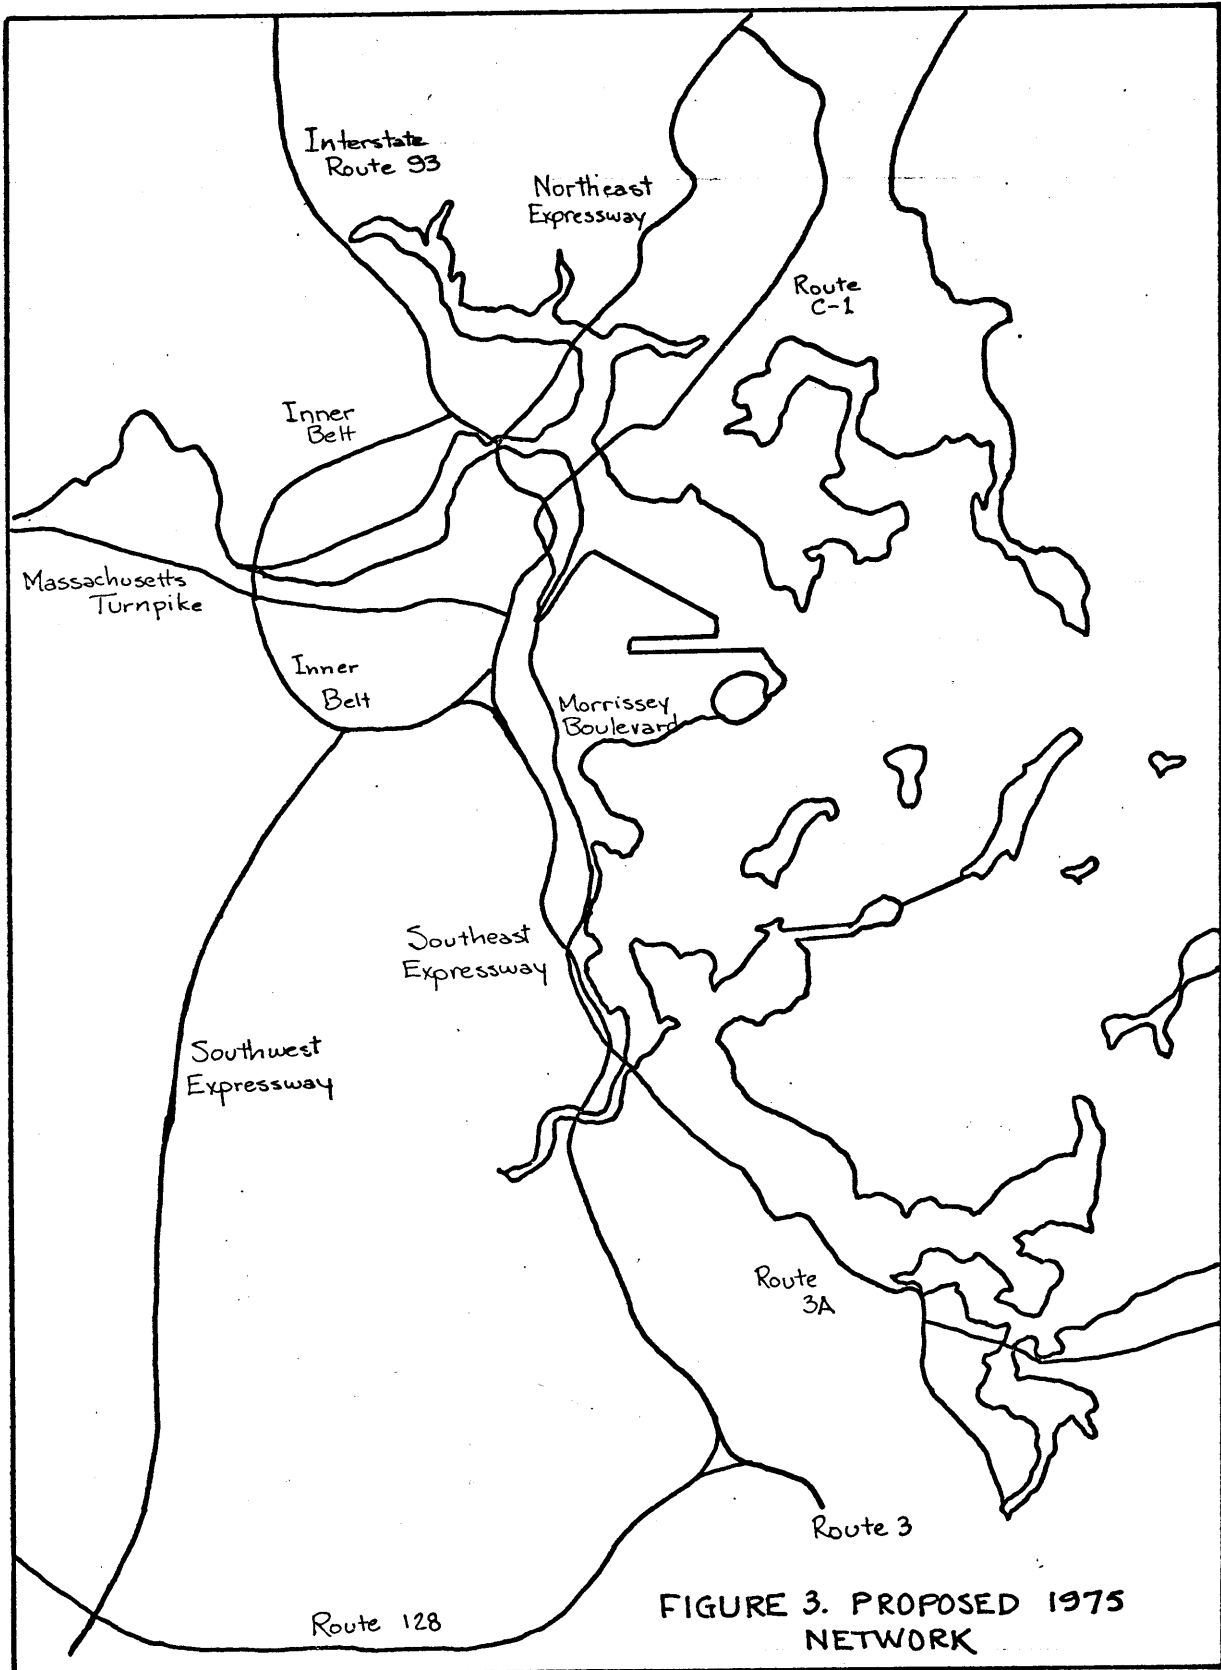 Interstate
Route 93
Northeast
Expressway
Route
C-1
Inner
Belt
Massachusetts
Turnpike
Inner
Belt
Morrissey
Boulevard
Southeast
Expressway
Southwest
Expressway
Route
3A
Route 3
Route 128
FIGURE 3. PROPOSED 1975
NETWORK